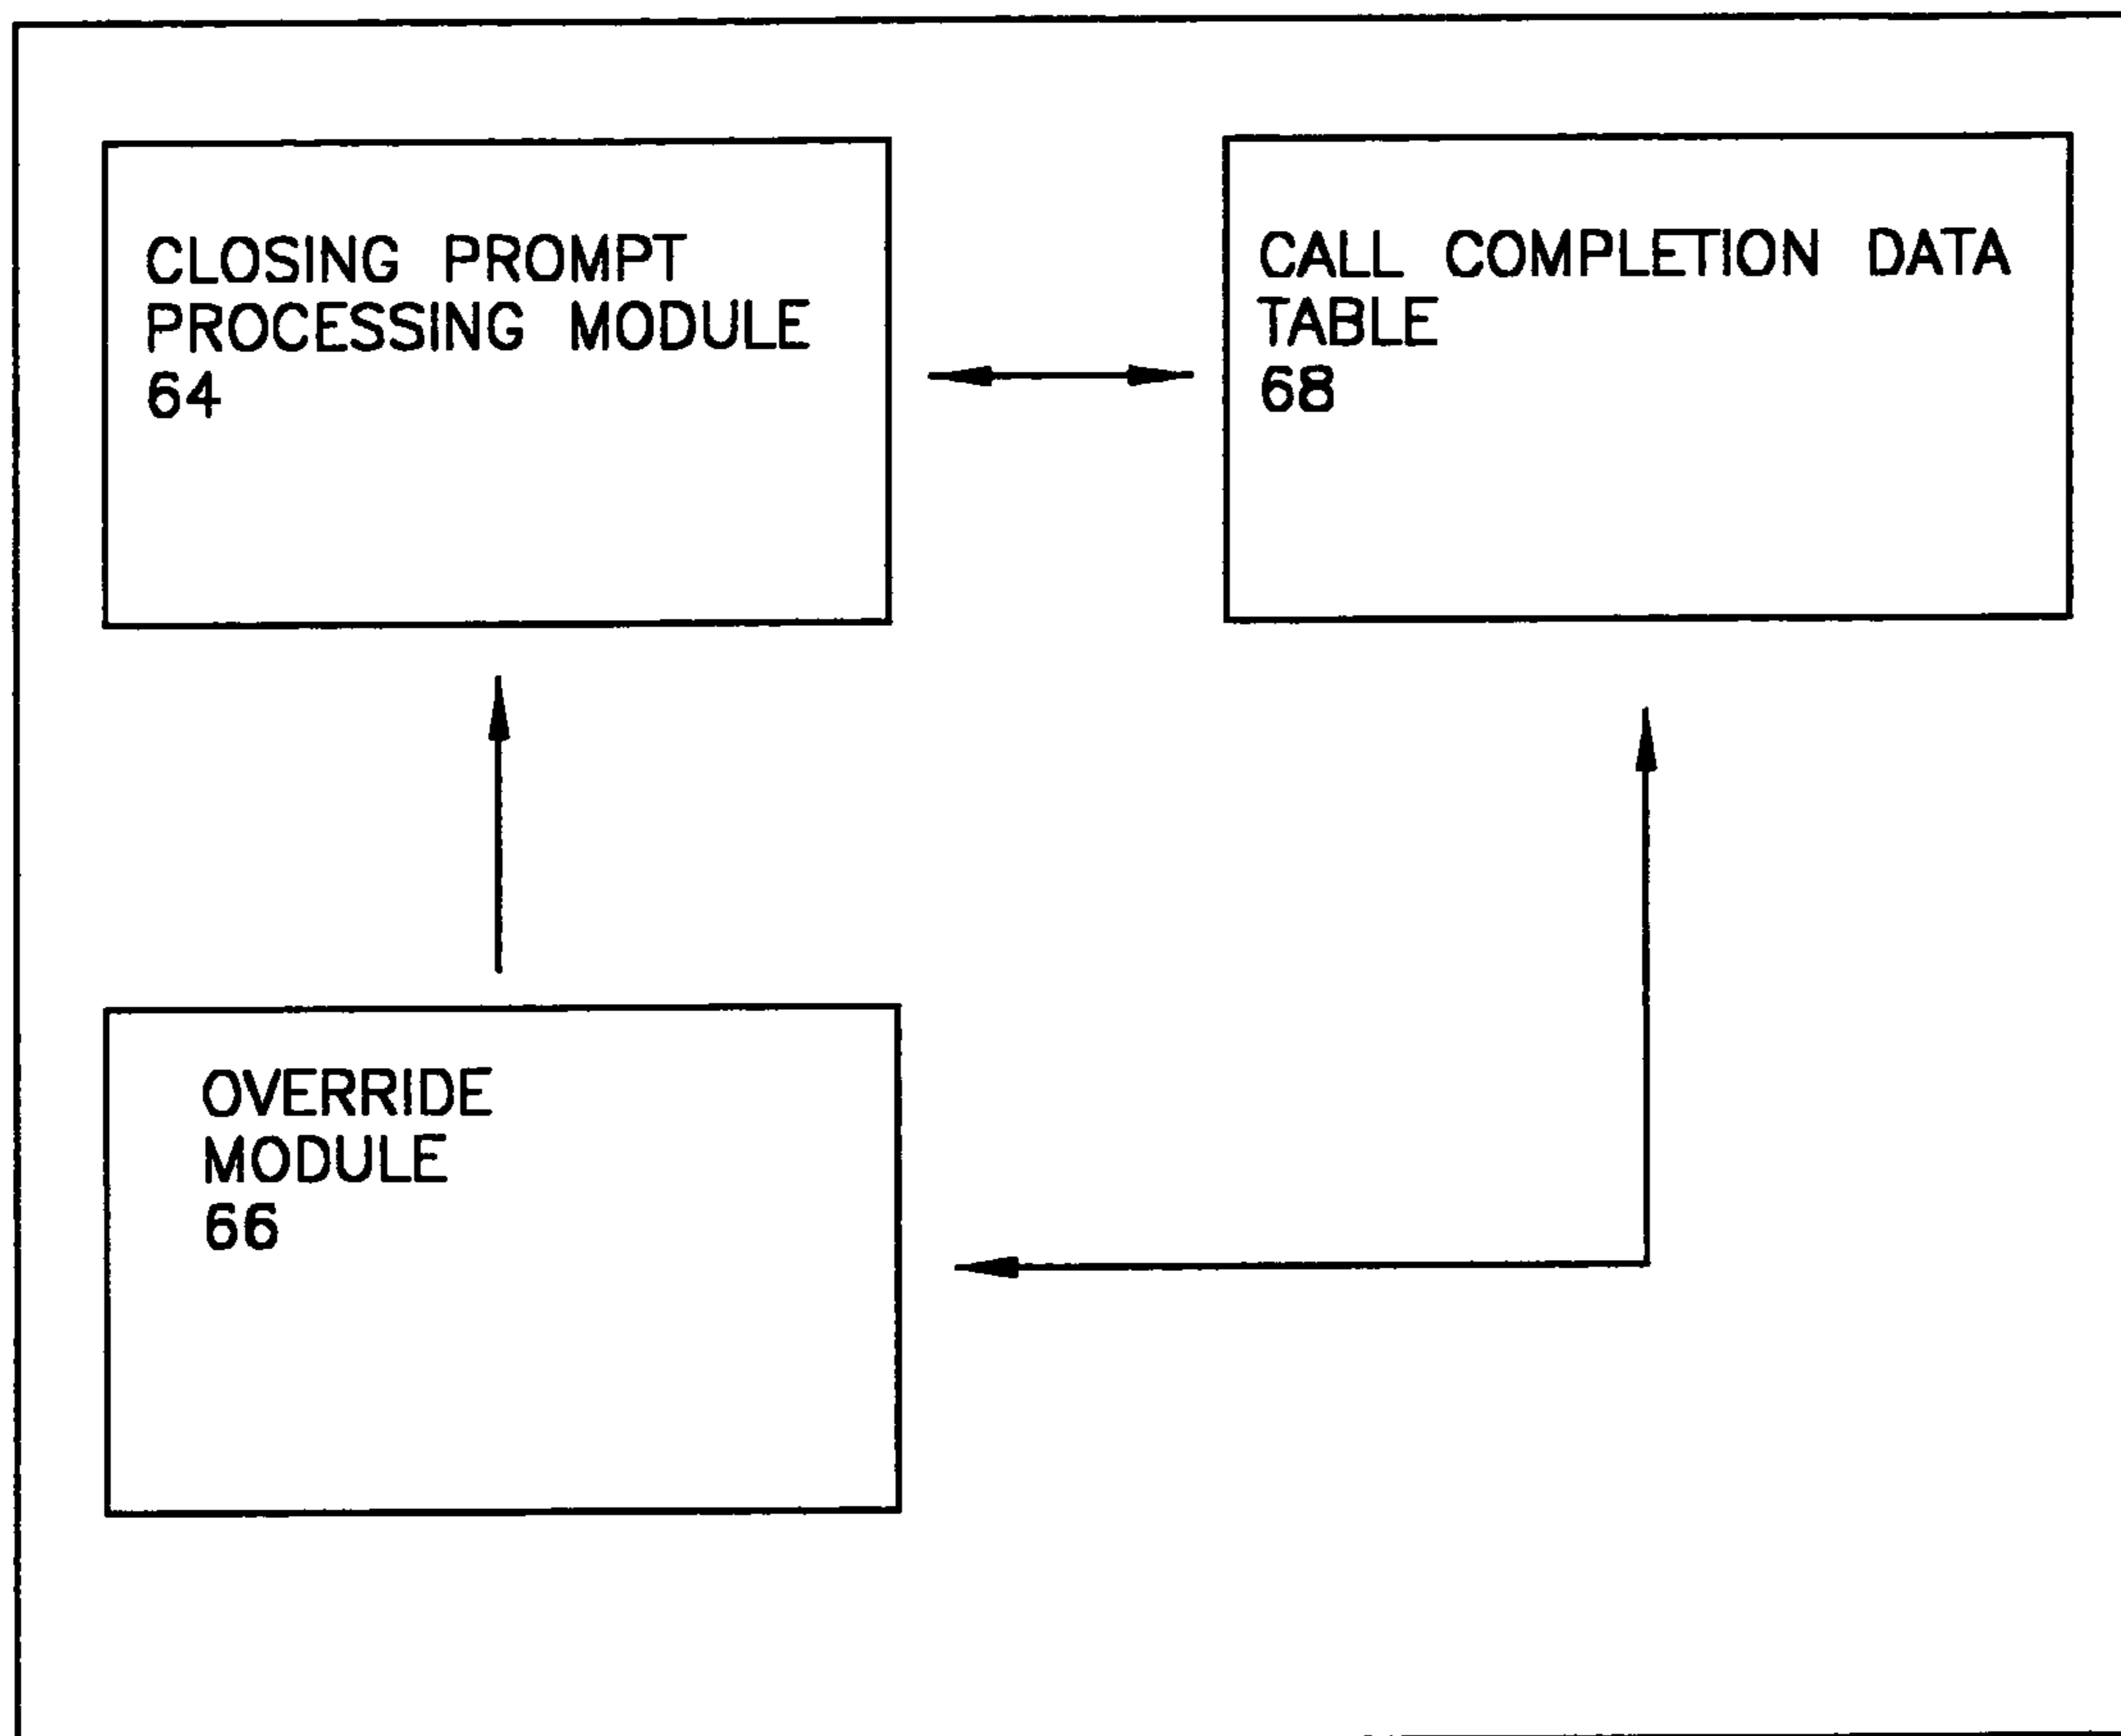 CLOSING PROMPT
PROCESSING MODULE
64
CALL COMPLETION DATA
TABLE
68
OVERRIDE
MODULE
66